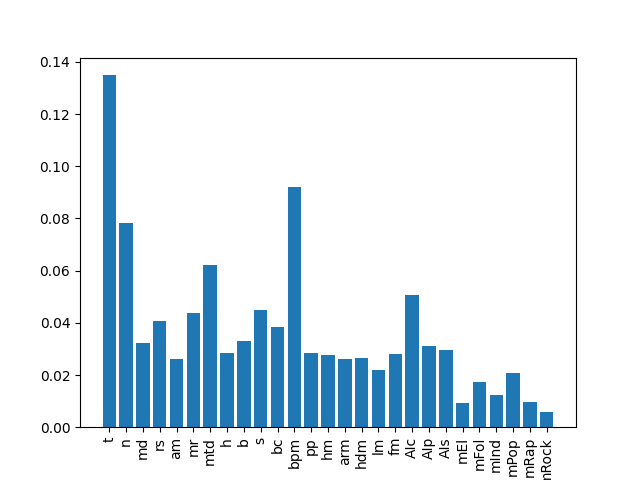 0.14
0.12
0.10
0.08
0.06
0.04
0.02
0.00
t
n
md
rs
am
mr
mtd
h
b
s
bc
bpm
pp
hm
arm
hdm
lm
fm
Alc
Alp
Als
mEl
mFol
mInd
mPop
mRap
mRock